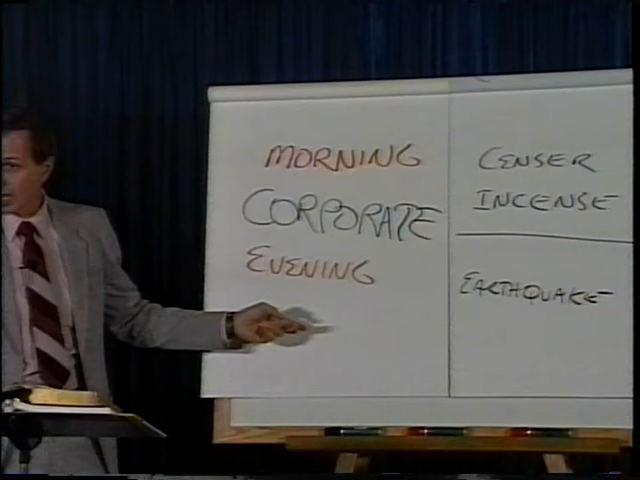 MORNING
CORPORATE
EVENING
CENSER
INCENSE
EARTHQUAKE